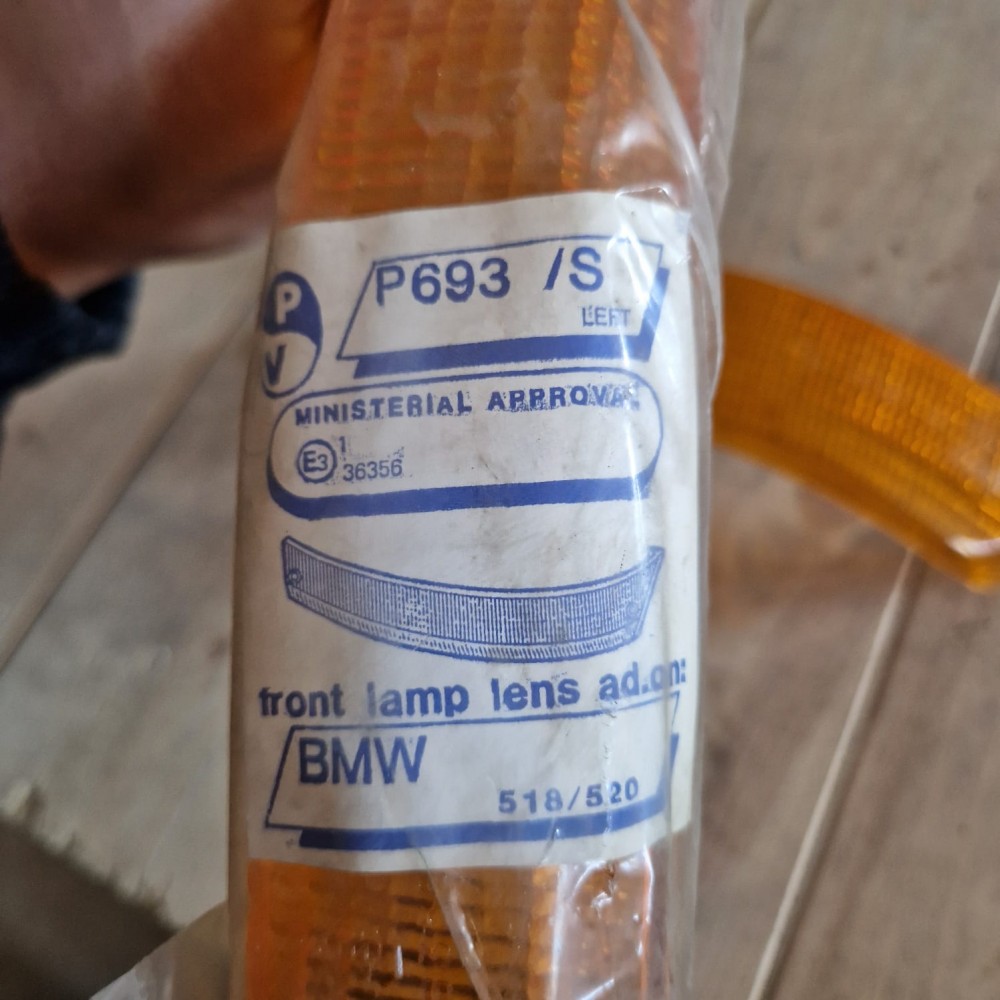 P693 /S
LEFT
P
V
MINISTERIAL APPROVAL
E3 1
36356
front lamp lens ad.on:
BMW
518/520